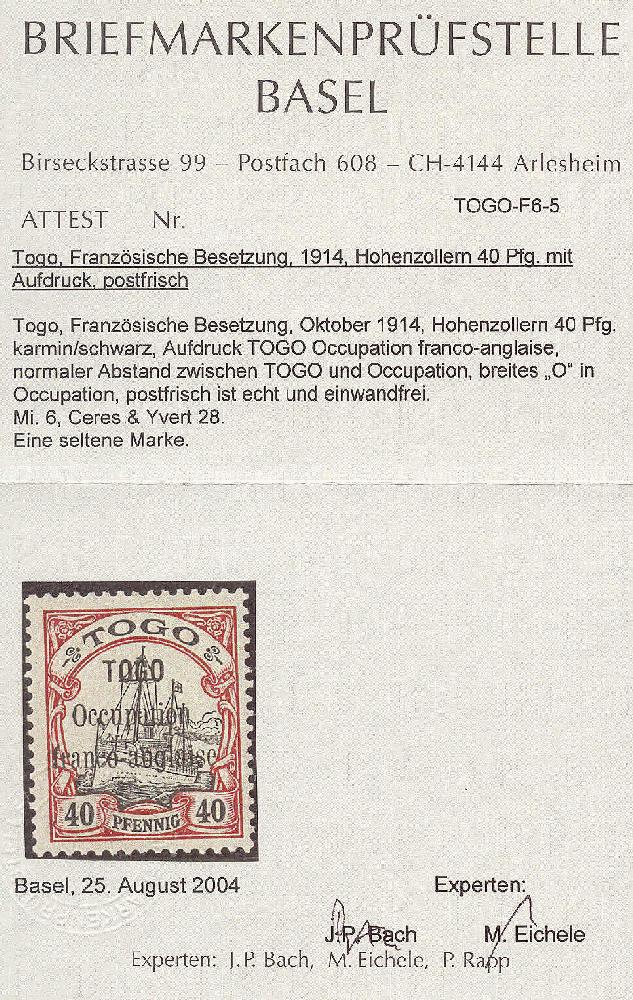 BRIEFMARKENPRÜFSTELLE
BASEL
Birseckstrasse 99 – Postfach 608 – CH-4144 Arlesheim
TOGO-F6-5
ATTEST Nr.
Togo, Französische Besetzung, 1914, Hohenzollern 40 Pfg. mit
Aufdruck, postfrisch
Togo, Französische Besetzung, Oktober 1914, Hohenzollern 40 Pfg.
karmin/schwarz, Aufdruck TOGO Occupation franco-anglaise,
normaler Abstand zwischen TOGO und Occupation, breites „O" in
Occupation, postfrisch ist echt und einwandfrei.
Mi. 6, Ceres & Yvert 28.
Eine seltene Marke.
TOGO
TOGO
Occupation
franco-anglaise
40 PFENNIG 40
Basel, 25. August 2004 Experten:
J.P. Bach M. Eichele
Experten: J.P. Bach, M. Eichele, P. Rapp